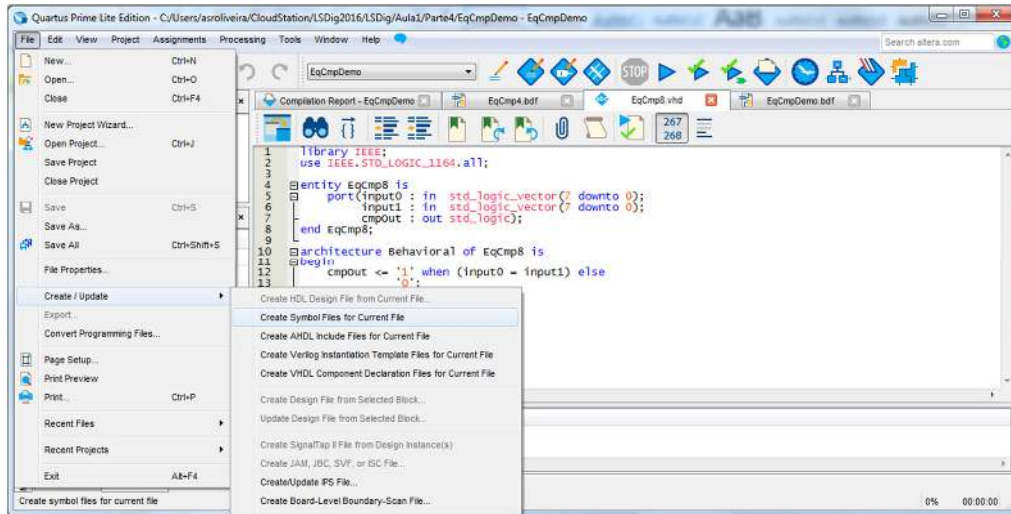 Quartus Prime Lite Edition - C:/Users/asroliveira/CloudStation/LSDig2016/LSDig/Aula1/Parte4/EqCmpDemo - EqCmpDemo
File Edit View Project Assignments Processing Tools Window Help
Search altera.com
New... Ctrl+N
Open... Ctrl+O
Close Ctrl+F4
New Project Wizard...
Open Project... Ctrl+J
Save Project
Close Project
Save Ctrl+S
Save As...
Save All Ctrl+Shift+S
File Properties...
Create / Update
Export...
Convert Programming Files...
Page Setup...
Print Preview
Print... Ctrl+P
Recent Files
Recent Projects
Exit Alt+F4
Create symbol files for current file
EqCmpDemo
STOP
Compilation Report - EqCmpDemo
EqCmp4.bdf
EqCmp8.vhd
EqCmpDemo.bdf
267
268
1 library IEEE;
2 use IEEE.STD_LOGIC_1164.all;
3
4 entity EqCmp8 is
5 port(input0 : in std_logic_vector(7 downto 0);
6 input1 : in std_logic_vector(7 downto 0);
7 cmpOut : out std_logic);
8 end EqCmp8;
9
10 architecture Behavioral of EqCmp8 is
11 begin
12 cmpOut <= '1' when (input0 = input1) else
13 '0';
Create HDL Design File from Current File...
Create Symbol Files for Current File
Create AHDL Include Files for Current File
Create Verilog Instantiation Template Files for Current File
Create VHDL Component Declaration Files for Current File
Create Design File from Selected Block...
Update Design File from Selected Block...
Create SignalTap II File from Design Instance(s)
Create JAM, JBC, SVF, or ISC File...
Create/Update IPS File...
Create Board-Level Boundary-Scan File...
0% 00:00:00